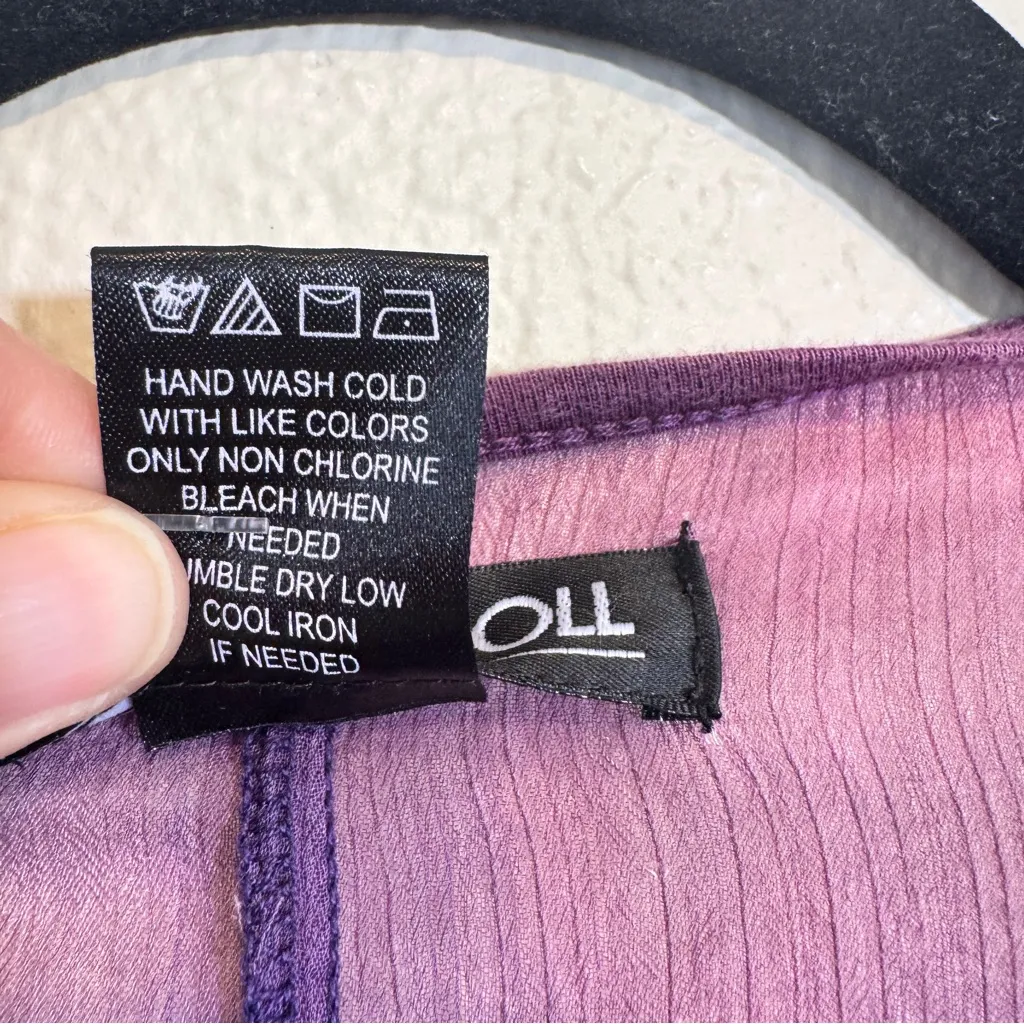 HAND WASH COLD
WITH LIKE COLORS
ONLY NON CHLORINE
BLEACH WHEN
NEEDED
UMBLE DRY LOW
COOL IRON
IF NEEDED
OLL